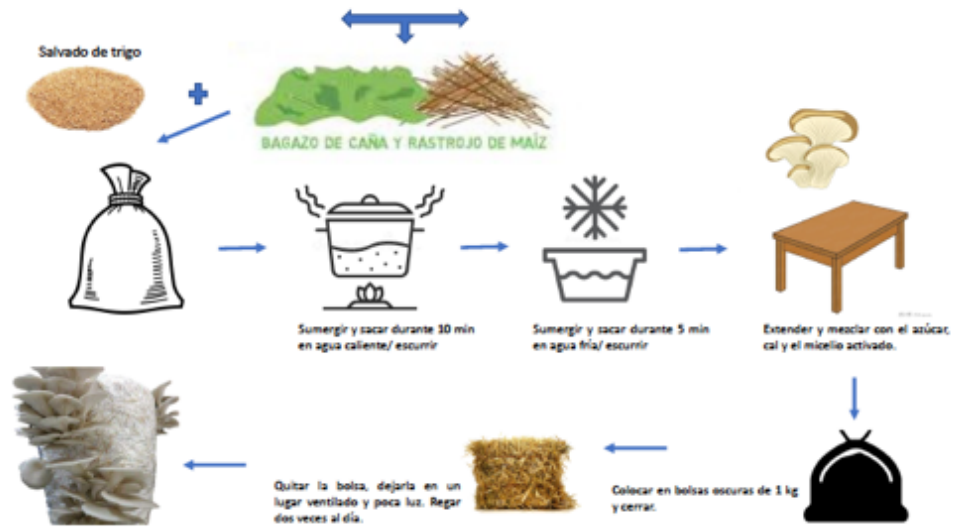 Salvado de trigo
BAGAZO DE CAÑA Y RASTROJO DE MAÍZ
Sumergir y sacar durante 10 min
en agua caliente/ escurrir
Sumergir y sacar durante 5 min
en agua fría/ escurrir
Extender y mezclar con el azúcar,
cal y el micelio activado.
Quitar la bolsa, dejarla en un
lugar ventilado y poca luz. Regar
dos veces al día.
Colocar en bolsas oscuras de 1 kg
y cerrar.